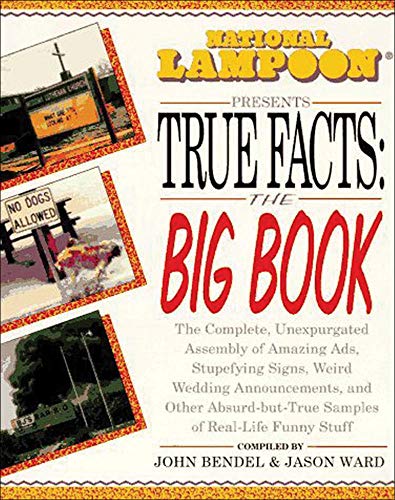 NATIONAL
LAMPOON®
PRESENTS
TRUE FACTS:
THE
BIG BOOK
The Complete, Unexpurgated
Assembly of Amazing Ads,
Stupefying Signs, Weird
Wedding Announcements, and
Other Absurd-but-True Samples
of Real-Life Funny Stuff
COMPILED BY
JOHN BENDEL & JASON WARD
LUTHERAN CHURCH
NO DOGS
ALLOWED